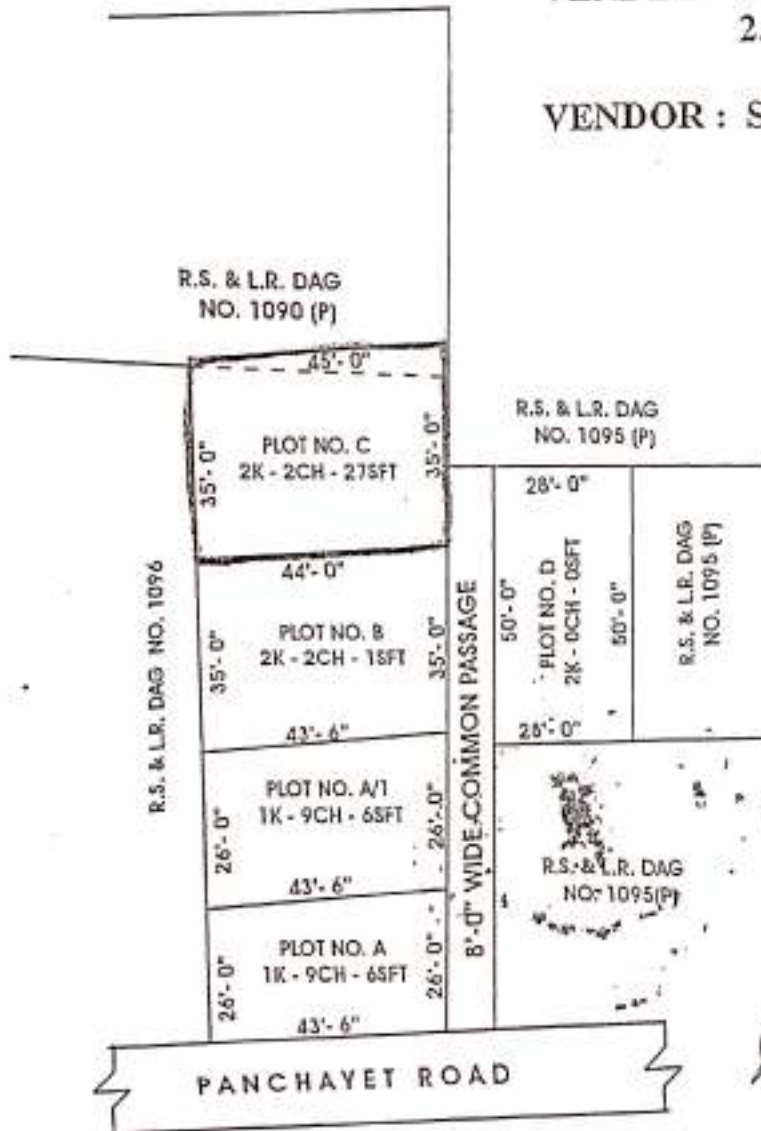 2.
VENDOR : S
R.S. & L.R. DAG
NO. 1090 (P)
45'- 0"
35'- 0"
PLOT NO. C
2K - 2CH - 27SFT
35'- 0"
44'- 0"
R.S. & L.R. DAG
NO. 1095 (P)
28'- 0"
50'- 0"
PLOT NO. D
2K - 0CH - 0SFT
50'- 0"
28'- 0"
R.S. & L.R. DAG
NO. 1095 (P)
R.S. & L.R. DAG NO. 1096
35'- 0"
PLOT NO. B
2K - 2CH - 1SFT
35'- 0"
43'- 6"
8'-0" WIDE COMMON PASSAGE
26'- 0"
PLOT NO. A/1
1K - 9CH - 6SFT
26'- 0"
43'- 6"
R.S. & L.R. DAG
NO. 1095(P)
26'- 0"
PLOT NO. A
1K - 9CH - 6SFT
26'- 0"
43'- 6"
PANCHAYET ROAD